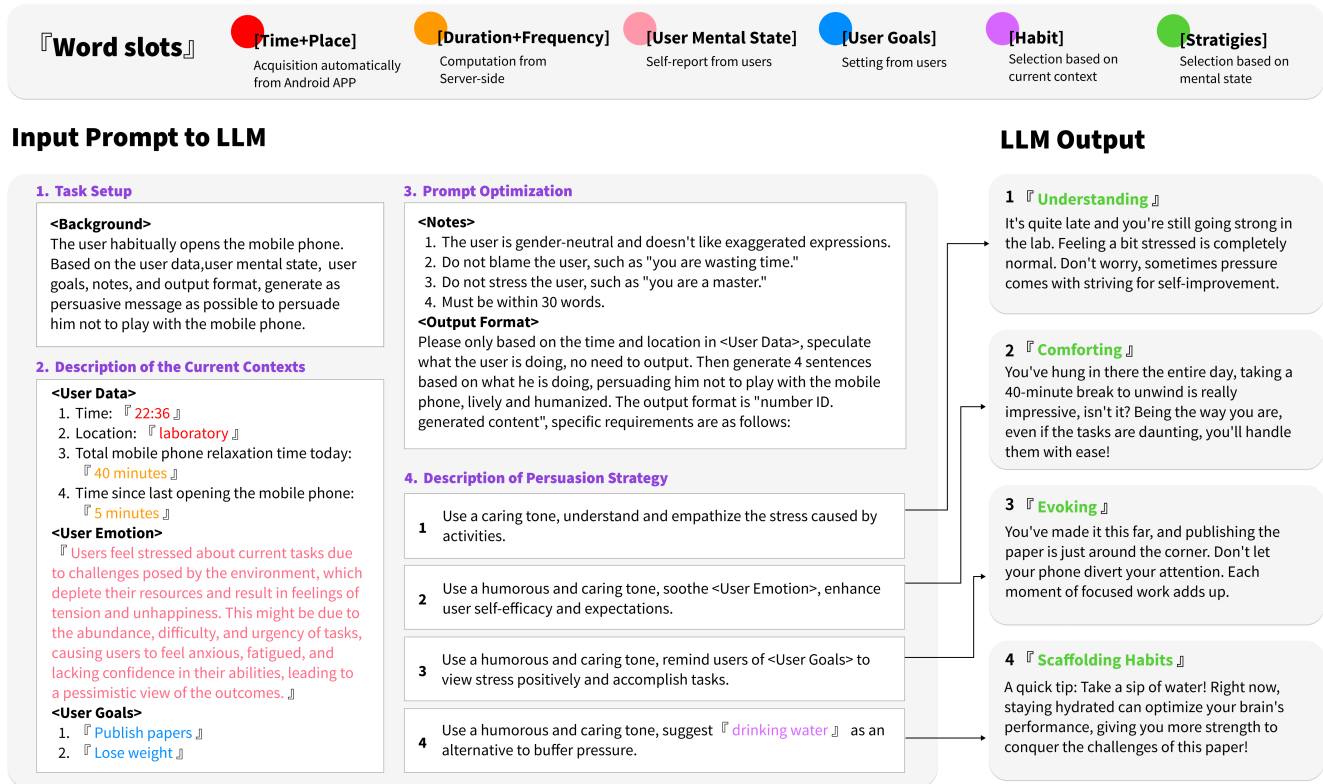 『Word slots』
[Time+Place]
Acquisition automatically
from Android APP
[Duration+Frequency]
Computation from
Server-side
[User Mental State]
Self-report from users
[User Goals]
Setting from users
[Habit]
Selection based on
current context
[Stratigies]
Selection based on
mental state
Input Prompt to LLM
1. Task Setup
<Background>
The user habitually opens the mobile phone.
Based on the user data,user mental state, user
goals, notes, and output format, generate as
persuasive message as possible to persuade
him not to play with the mobile phone.
2. Description of the Current Contexts
<User Data>
1. Time: 『22:36』
2. Location: 『laboratory』
3. Total mobile phone relaxation time today:
『40 minutes』
4. Time since last opening the mobile phone:
『5 minutes』
<User Emotion>
『Users feel stressed about current tasks due
to challenges posed by the environment, which
deplete their resources and result in feelings of
tension and unhappiness. This might be due to
the abundance, difficulty, and urgency of tasks,
causing users to feel anxious, fatigued, and
lacking confidence in their abilities, leading to
a pessimistic view of the outcomes.』
<User Goals>
1. 『Publish papers』
2. 『Lose weight』
3. Prompt Optimization
<Notes>
1. The user is gender-neutral and doesn't like exaggerated expressions.
2. Do not blame the user, such as "you are wasting time."
3. Do not stress the user, such as "you are a master."
4. Must be within 30 words.
<Output Format>
Please only based on the time and location in <User Data>, speculate
what the user is doing, no need to output. Then generate 4 sentences
based on what he is doing, persuading him not to play with the mobile
phone, lively and humanized. The output format is "number ID.
generated content", specific requirements are as follows:
4. Description of Persuasion Strategy
1 Use a caring tone, understand and empathize the stress caused by
activities.
2 Use a humorous and caring tone, soothe <User Emotion>, enhance
user self-efficacy and expectations.
3 Use a humorous and caring tone, remind users of <User Goals> to
view stress positively and accomplish tasks.
4 Use a humorous and caring tone, suggest『drinking water』 as an
alternative to buffer pressure.
LLM Output
1 『Understanding』
It's quite late and you're still going strong in
the lab. Feeling a bit stressed is completely
normal. Don't worry, sometimes pressure
comes with striving for self-improvement.
2 『Comforting』
You've hung in there the entire day, taking a
40-minute break to unwind is really
impressive, isn't it? Being the way you are,
even if the tasks are daunting, you'll handle
them with ease!
3 『Evoking』
You've made it this far, and publishing the
paper is just around the corner. Don't let
your phone divert your attention. Each
moment of focused work adds up.
4 『Scaffolding Habits』
A quick tip: Take a sip of water! Right now,
staying hydrated can optimize your brain's
performance, giving you more strength to
conquer the challenges of this paper!